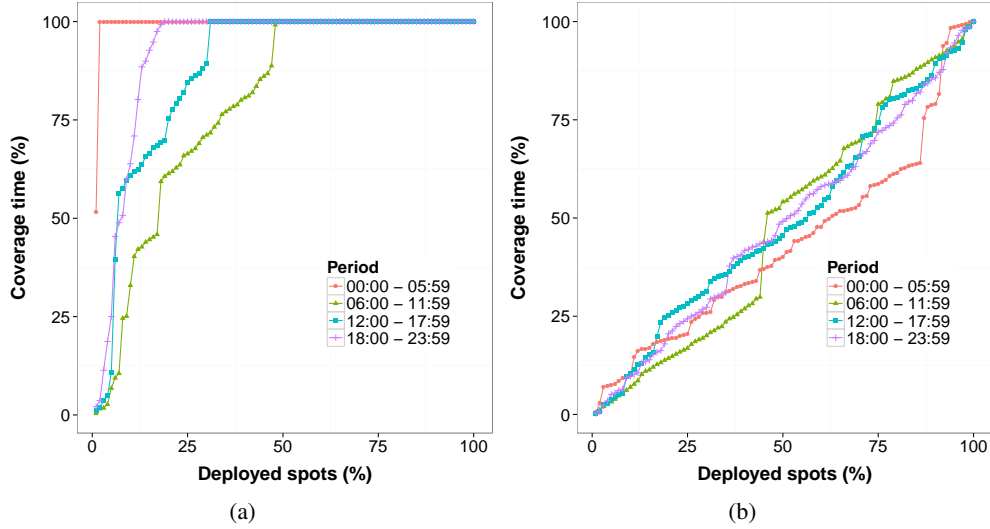 100
75
50
25
0
Coverage time (%)
Period
00:00 – 05:59
06:00 – 11:59
12:00 – 17:59
18:00 – 23:59
0 25 50 75 100
Deployed spots (%)
(a)
100
75
50
25
0
Coverage time (%)
Period
00:00 – 05:59
06:00 – 11:59
12:00 – 17:59
18:00 – 23:59
0 25 50 75 100
Deployed spots (%)
(b)